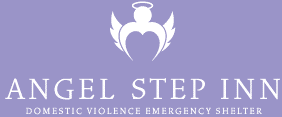 ANGEL STEP INN
DOMESTIC VIOLENCE EMERGENCY SHELTER